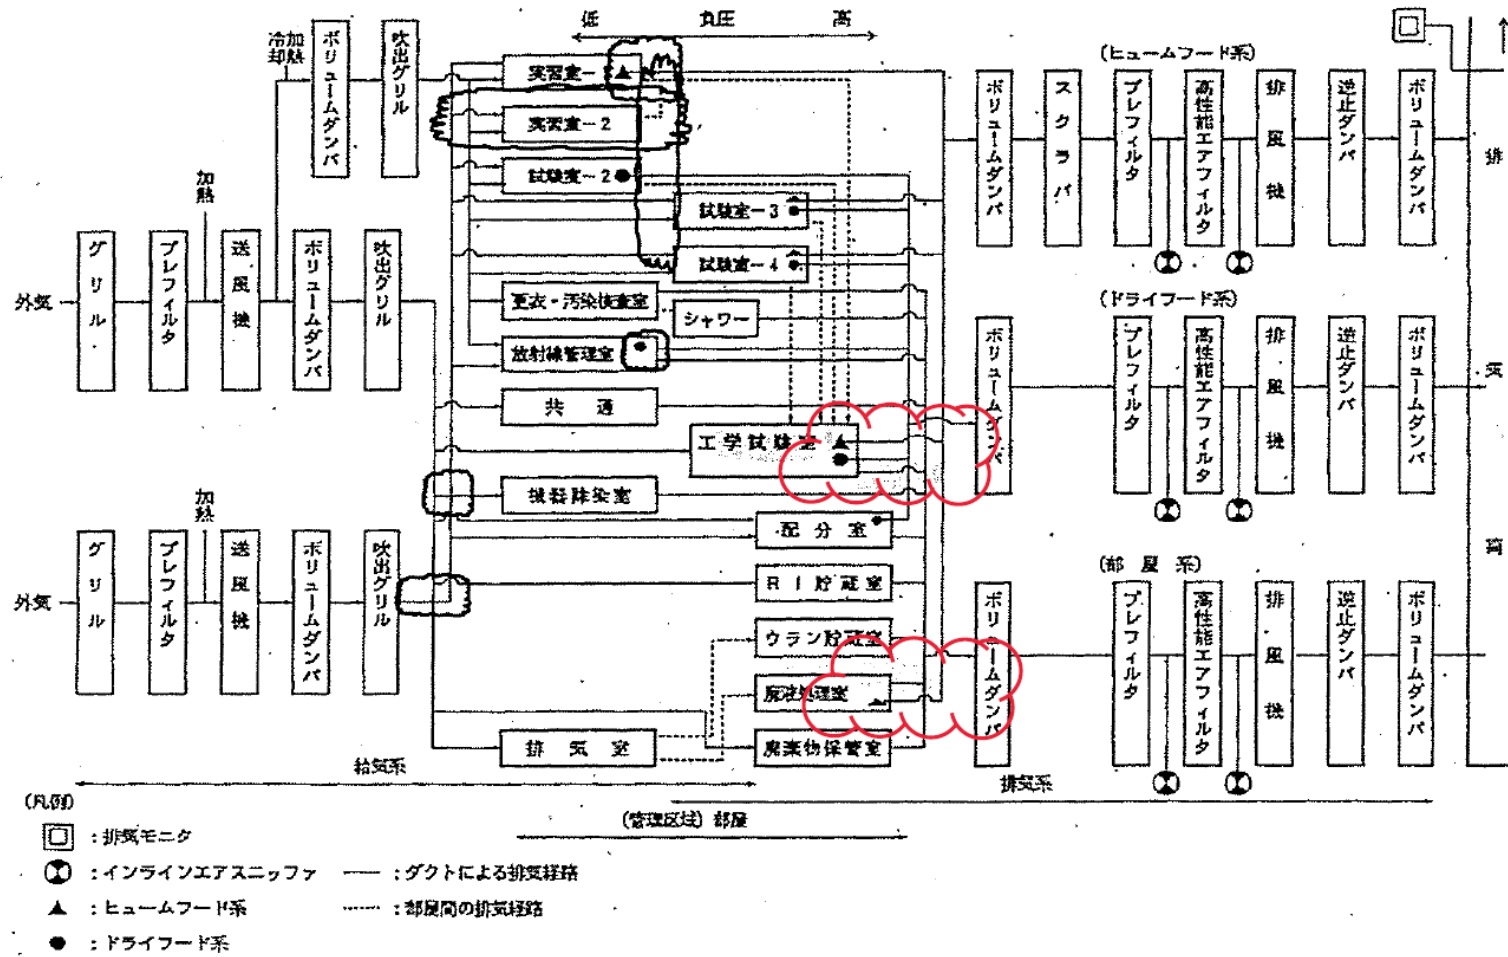 低 負圧 高
冷却 加熱
ボリュームダンパ
吹出グリル
加熱
外気
グリル
プレフィルタ
送風機
ボリュームダンパ
吹出グリル
加熱
外気
グリル
プレフィルタ
送風機
ボリュームダンパ
吹出グリル
実習室-
実習室-2
試験室-2
試験室-3
試験室-4
更衣・汚染検査室
シャワー
放射線管理室
共通
工学試験室
機器除染室
配分室
RI貯蔵室
ウラン貯蔵室
廃液処理室
排気室
廃棄物保管室
(ヒュームフード系)
ボリュームダンパ
スクラバ
プレフィルタ
高性能エアフィルタ
排風機
逆止ダンパ
ボリュームダンパ
(ドライフード系)
ボリュームダンパ
プレフィルタ
高性能エアフィルタ
排風機
逆止ダンパ
ボリュームダンパ
(部屋系)
ボリュームダンパ
プレフィルタ
高性能エアフィルタ
排風機
逆止ダンパ
ボリュームダンパ
排気筒
給気系
排気系
(管理区域)部屋
(凡例)
:排気モニタ
:インラインエアスニッファ
:ダクトによる排気経路
:ヒュームフード系
:部屋間の排気経路
:ドライフード系